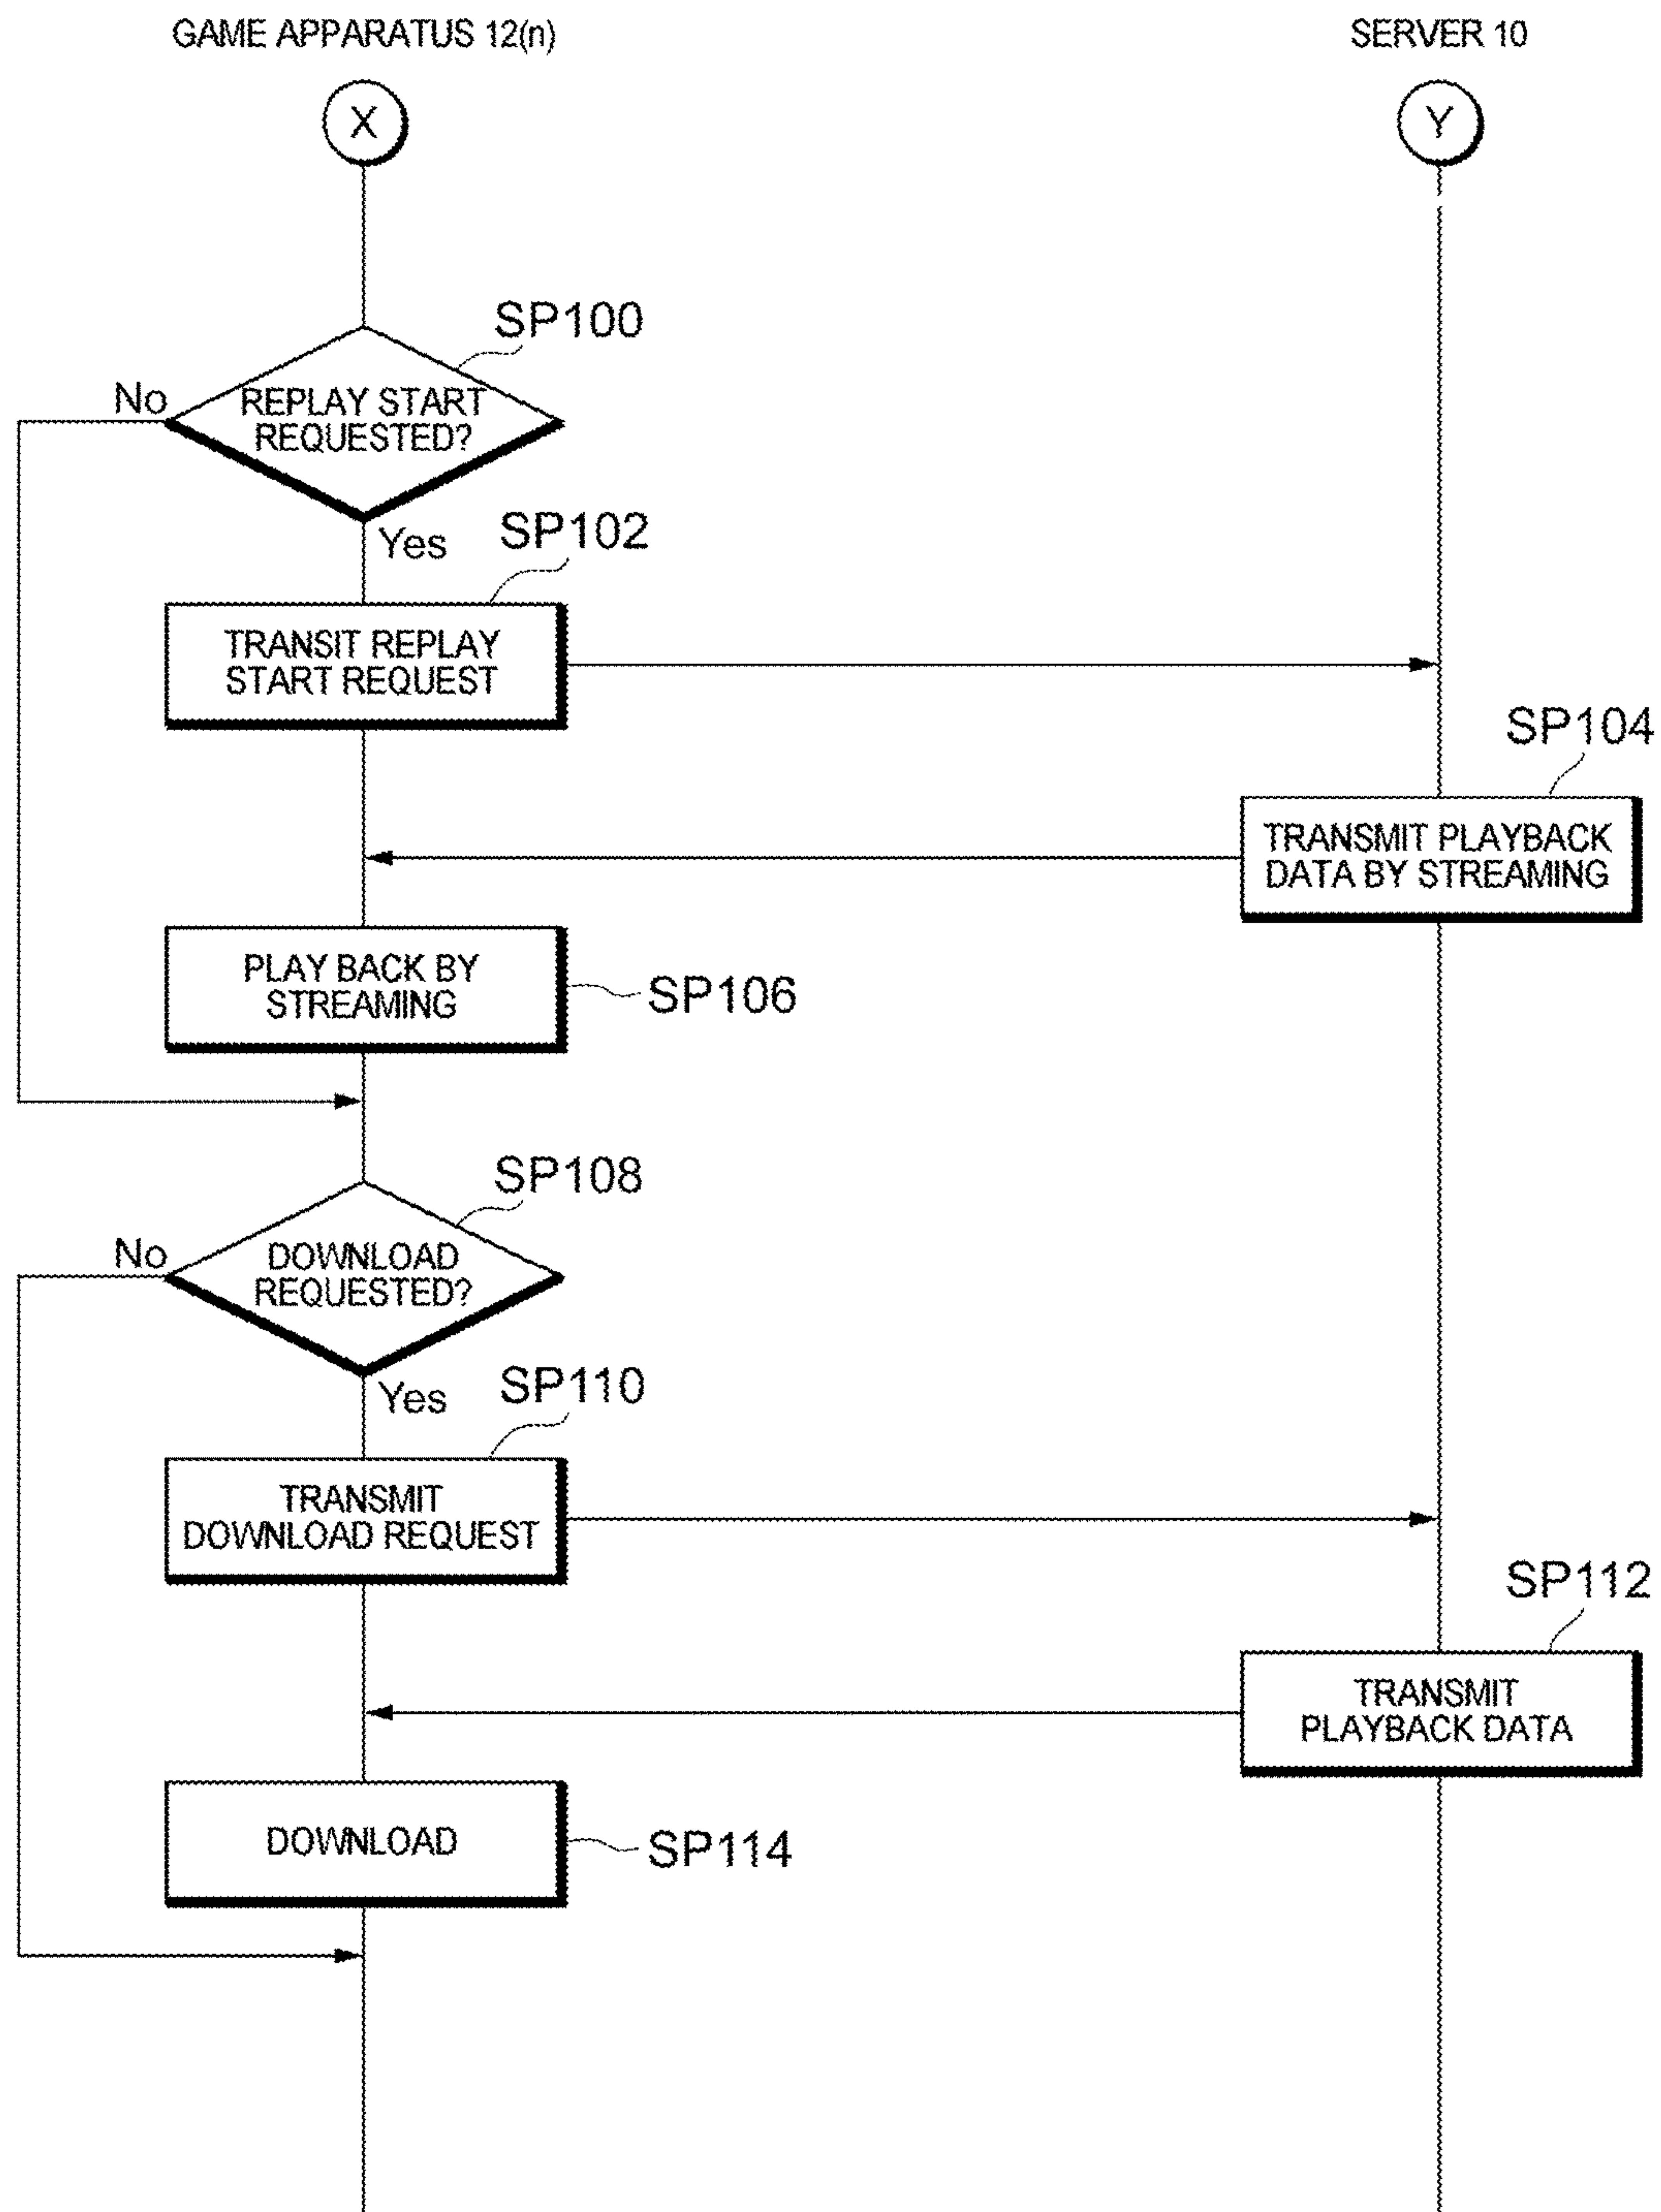 GAME APPARATUS 12(n)
SERVER 10
X
Y
SP100
No
REPLAY START
REQUESTED?
Yes
SP102
TRANSIT REPLAY
START REQUEST
SP104
TRANSMIT PLAYBACK
DATA BY STREAMING
PLAY BACK BY
STREAMING
SP106
SP108
No
DOWNLOAD
REQUESTED?
Yes
SP110
TRANSMIT
DOWNLOAD REQUEST
SP112
TRANSMIT
PLAYBACK DATA
DOWNLOAD
SP114